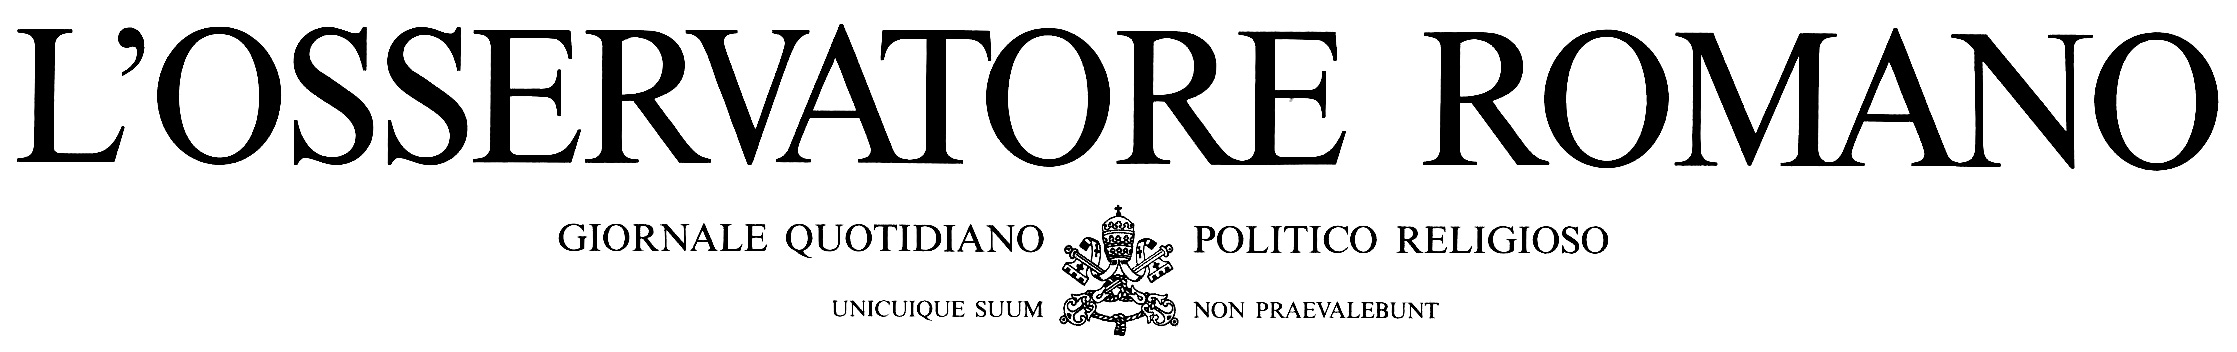 L’OSSERVATORE ROMANO
GIORNALE QUOTIDIANO POLITICO RELIGIOSO
UNICUIQUE SUUM NON PRAEVALEBUNT